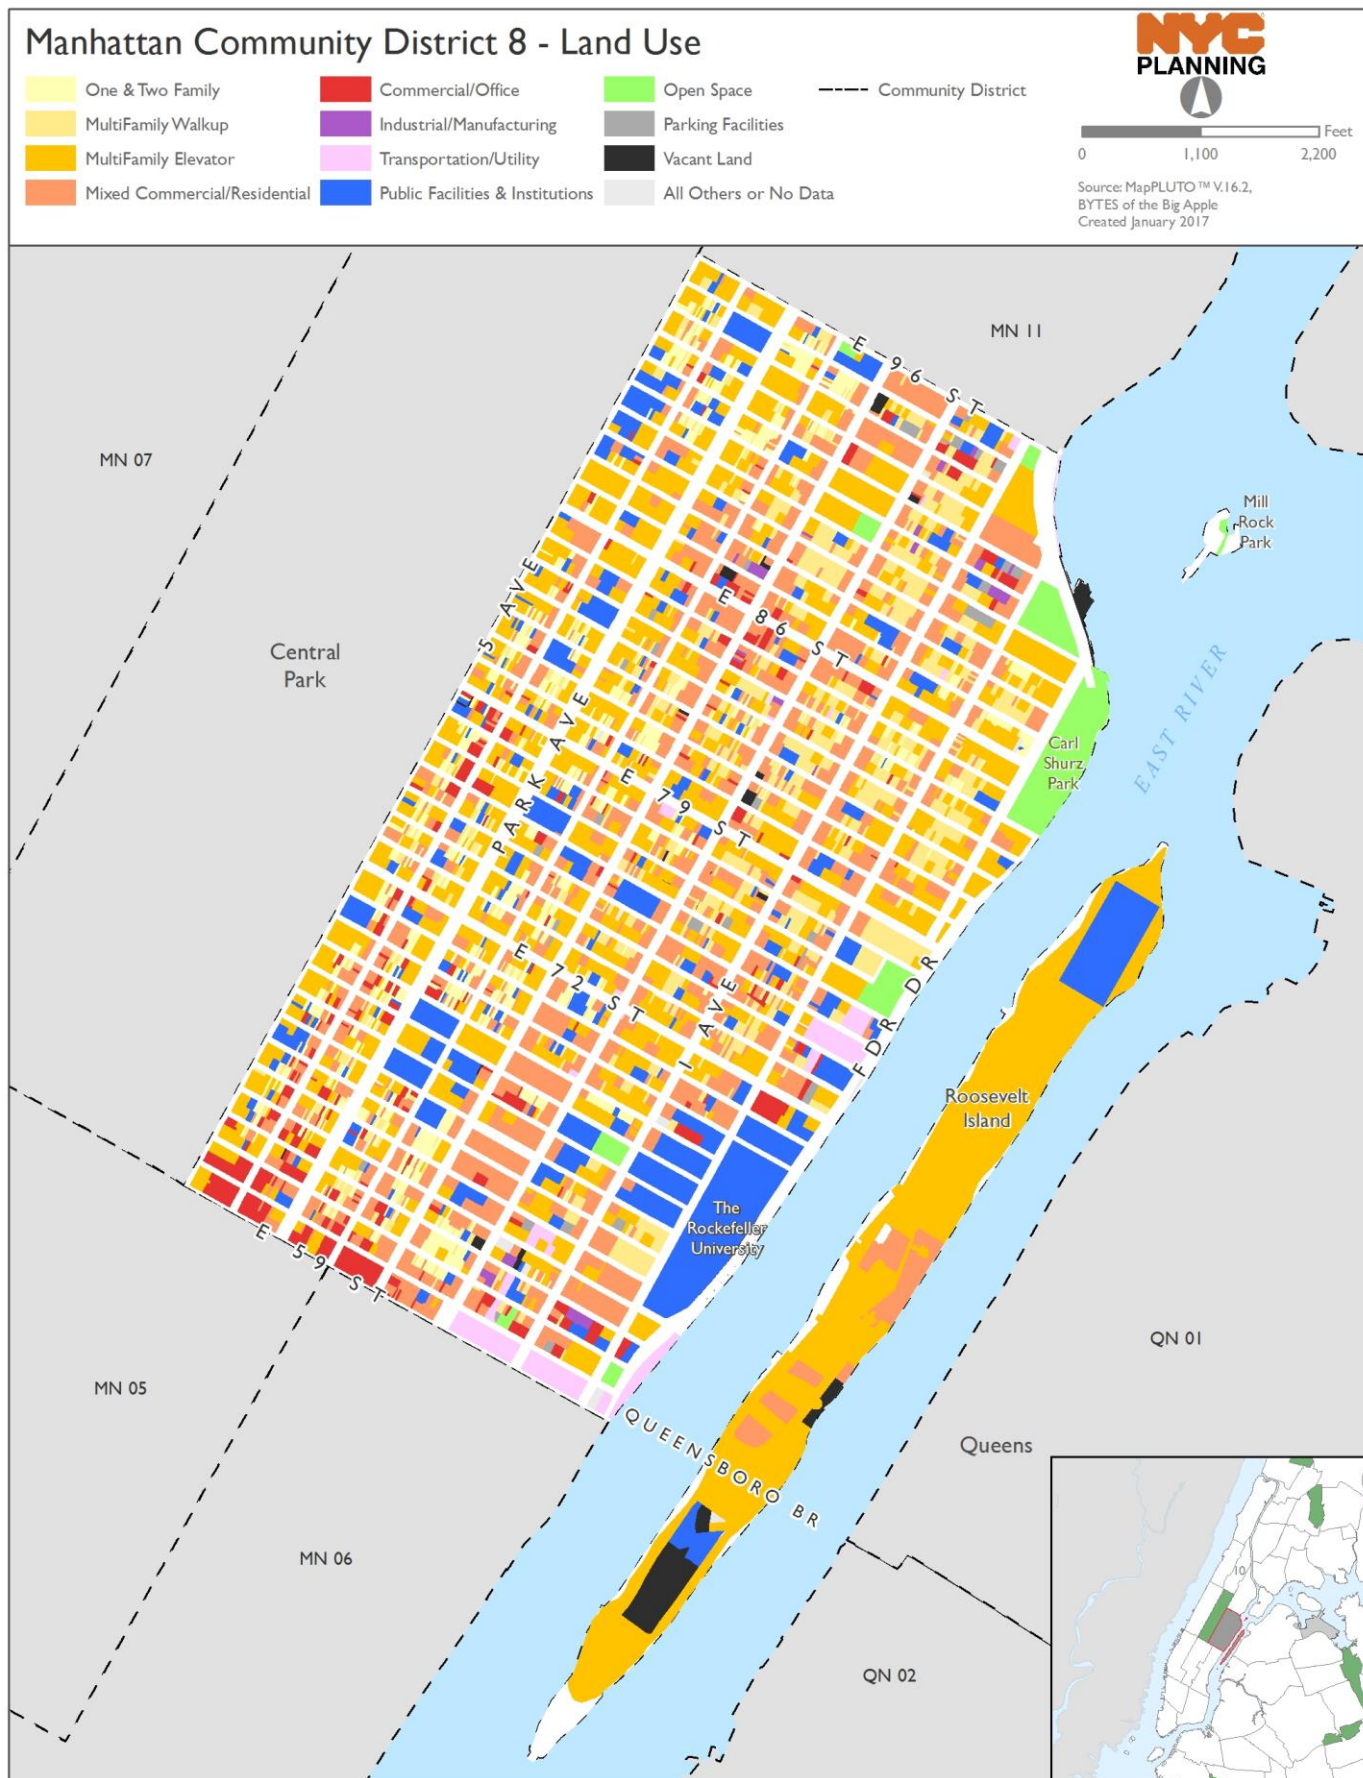 Manhattan Community District 8 - Land Use
One & Two Family
MultiFamily Walkup
MultiFamily Elevator
Mixed Commercial/Residential
Commercial/Office
Industrial/Manufacturing
Transportation/Utility
Public Facilities & Institutions
Open Space
Parking Facilities
Vacant Land
All Others or No Data
Community District
NYC
PLANNING
Feet
0 1,100 2,200
Source: MapPLUTO™ V.16.2,
BYTES of the Big Apple
Created January 2017
MN 11
E 96 ST
MN 07
Mill
Rock
Park
5 AVE
E 86 ST
Central
Park
EAST RIVER
PARK AVE
Carl
Shurz
Park
E 79 ST
E 72 ST
1 AVE
FDR DR
Roosevelt
Island
The
Rockefeller
University
E 59 ST
QN 01
MN 05
QUEENSBORO BR
Queens
MN 06
QN 02
10